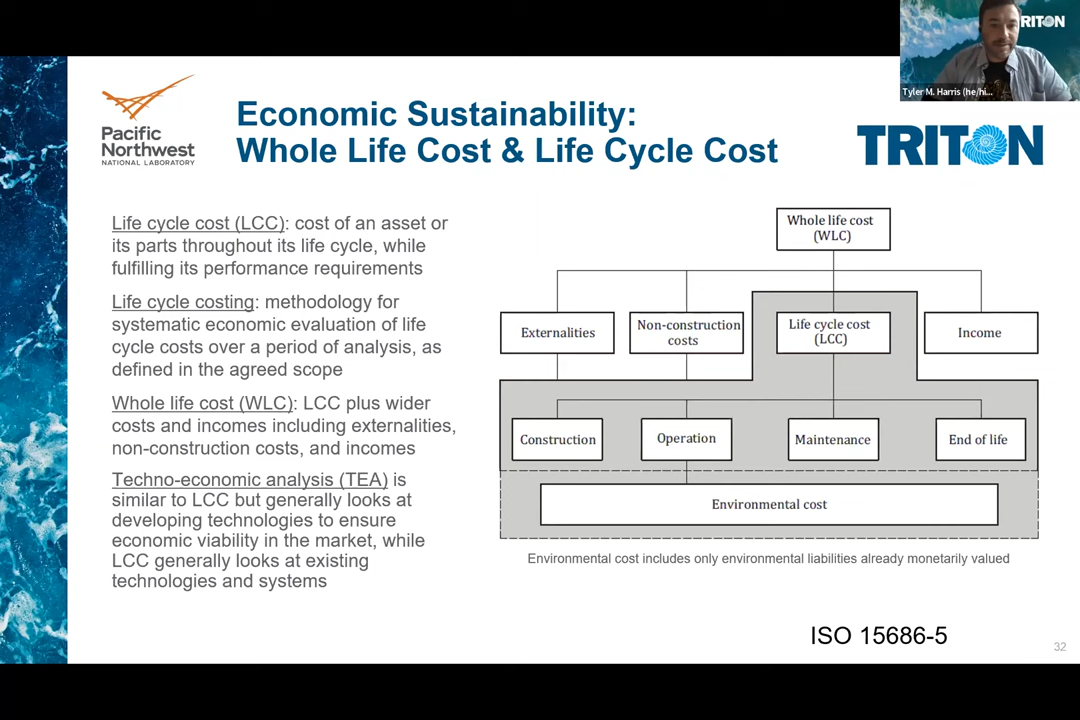 RITON
Tyler M. Harris (he/hi...
Pacific
Northwest
NATIONAL LABORATORY
Economic Sustainability:
Whole Life Cost & Life Cycle Cost
TRITON
Life cycle cost (LCC): cost of an asset or
its parts throughout its life cycle, while
fulfilling its performance requirements
Life cycle costing: methodology for
systematic economic evaluation of life
cycle costs over a period of analysis, as
defined in the agreed scope
Whole life cost (WLC): LCC plus wider
costs and incomes including externalities,
non-construction costs, and incomes
Techno-economic analysis (TEA) is
similar to LCC but generally looks at
developing technologies to ensure
economic viability in the market, while
LCC generally looks at existing
technologies and systems
Whole life cost
(WLC)
Externalities
Non-construction
costs
Life cycle cost
(LCC)
Income
Construction
Operation
Maintenance
End of life
Environmental cost
Environmental cost includes only environmental liabilities already monetarily valued
ISO 15686-5
32